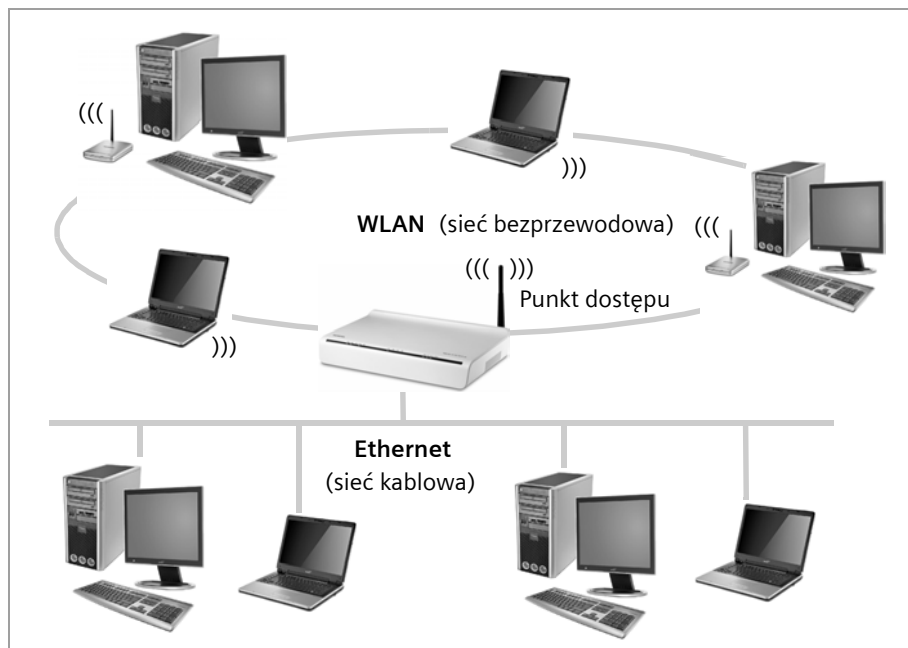 WLAN (sieć bezprzewodowa)
Punkt dostępu
Ethernet
(sieć kablowa)